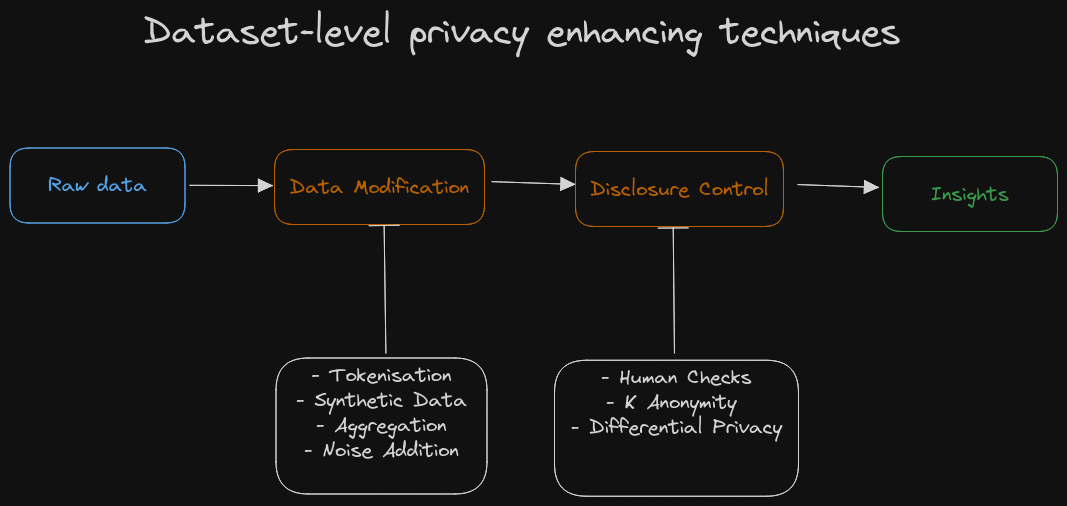 Dataset-level privacy enhancing techniques
Raw data
Data Modification
Disclosure Control
Insights
- Tokenisation
- Synthetic Data
- Aggregation
- Noise Addition
- Human Checks
- K Anonymity
- Differential Privacy